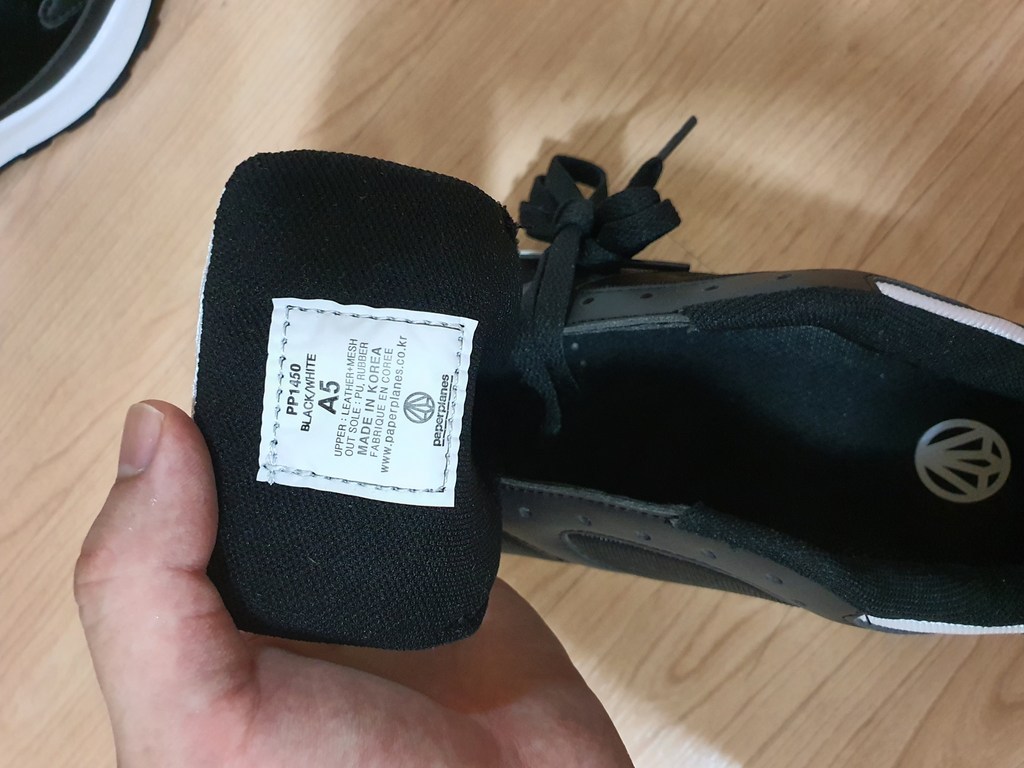 PP1450
BLACK/WHITE
A5
UPPER : LEATHER+MESH
OUT SOLE : PU, RUBBER
MADE IN KOREA
FABRIQUE EN COREE
www.paperplanes.co.kr
paperplanes